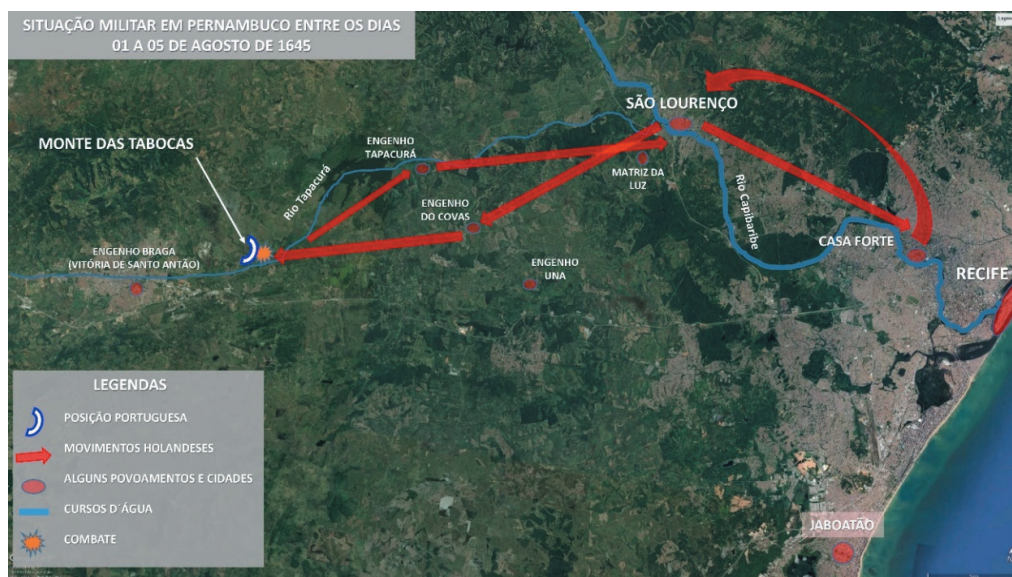 SITUAÇÃO MILITAR EM PERNAMBUCO ENTRE OS DIAS
01 A 05 DE AGOSTO DE 1645
SÃO LOURENÇO
MONTE DAS TABOCAS
ENGENHO
TAPACURÁ
MATRIZ DA
LUZ
Rio Tapacurá
Rio Capibaribe
ENGENHO
DO COVAS
CASA FORTE
ENGENHO BRAGA
(VITÓRIA DE SANTO ANTÃO)
ENGENHO
UNA
RECIFE
LEGENDAS
POSIÇÃO PORTUGUESA
MOVIMENTOS HOLANDESES
ALGUNS POVOAMENTOS E CIDADES
CURSOS D´ÁGUA
COMBATE
JABOATÃO